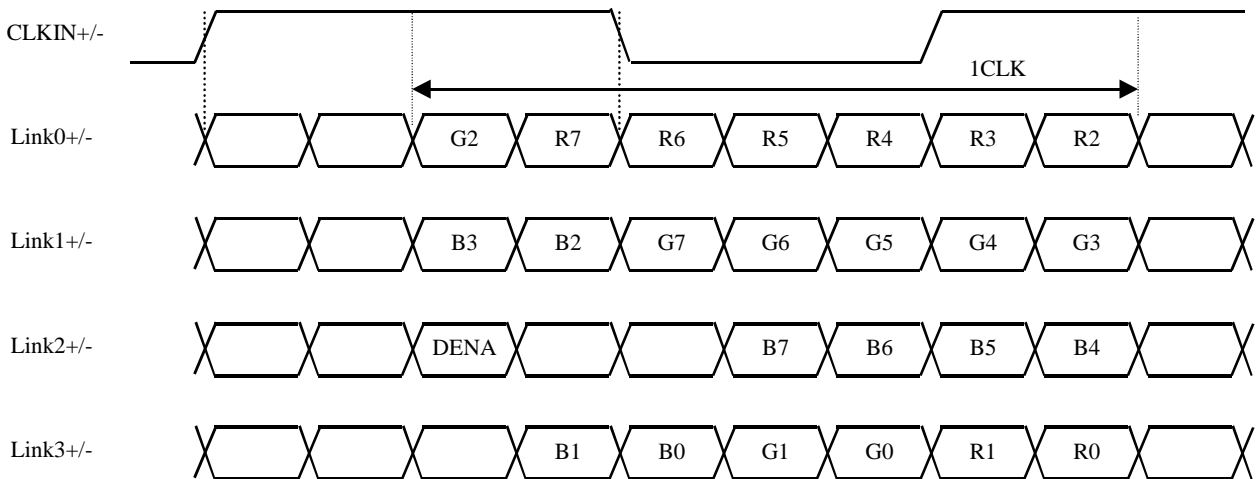 CLKIN+/-
1CLK
Link0+/- G2 R7 R6 R5 R4 R3 R2
Link1+/- B3 B2 G7 G6 G5 G4 G3
Link2+/- DENA B7 B6 B5 B4
Link3+/- B1 B0 G1 G0 R1 R0